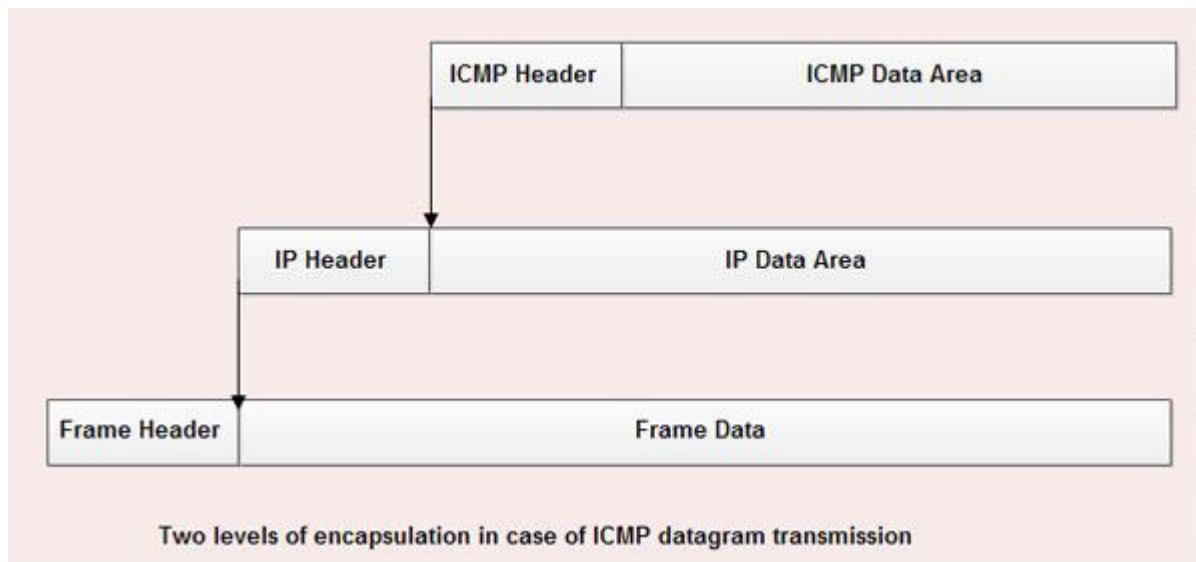 ICMP Header ICMP Data Area
IP Header IP Data Area
Frame Header Frame Data
Two levels of encapsulation in case of ICMP datagram transmission